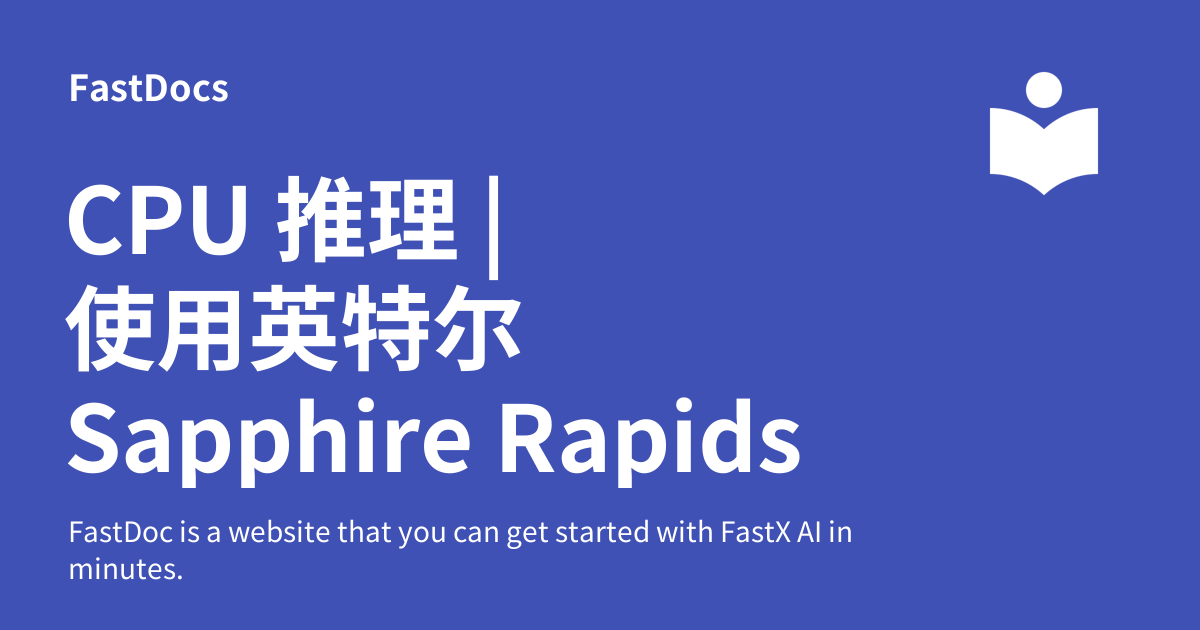 FastDocs
CPU 推理 |
使用英特尔
Sapphire Rapids
FastDoc is a website that you can get started with FastX AI in
minutes.